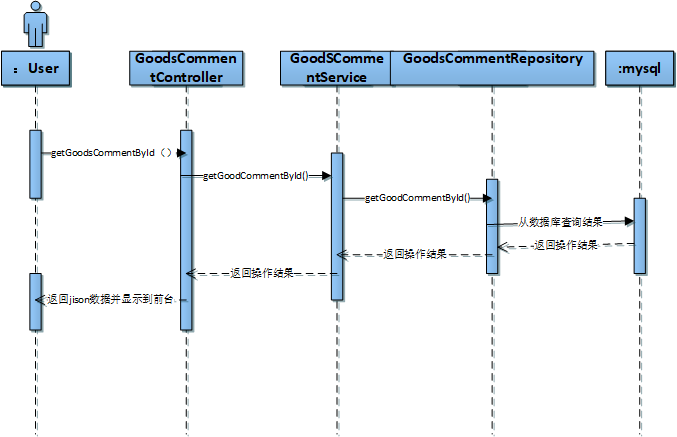 ：User
GoodsCommen
tController
GoodSComme
ntService
GoodsCommentRepository
:mysql
getGoodsCommentById（）
getGoodCommentById()
getGoodCommentById()
从数据库查询结果
返回操作结果
返回操作结果
返回操作结果
返回jison数据并显示到前台